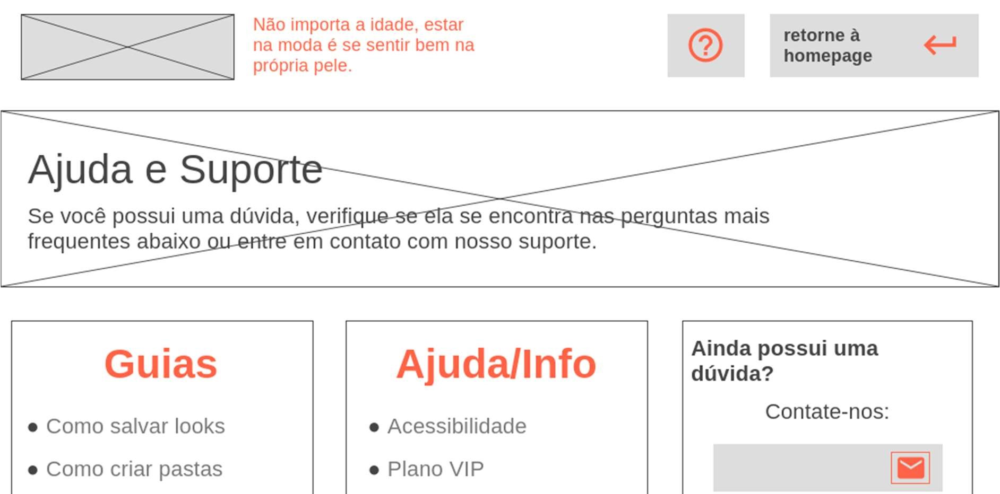 Não importa a idade, estar
na moda é se sentir bem na
própria pele.
retorne à
homepage
Ajuda e Suporte
Se você possui uma dúvida, verifique se ela se encontra nas perguntas mais
frequentes abaixo ou entre em contato com nosso suporte.
Guias
Como salvar looks
Como criar pastas
Ajuda/Info
Acessibilidade
Plano VIP
Ainda possui uma
dúvida?
Contate-nos: